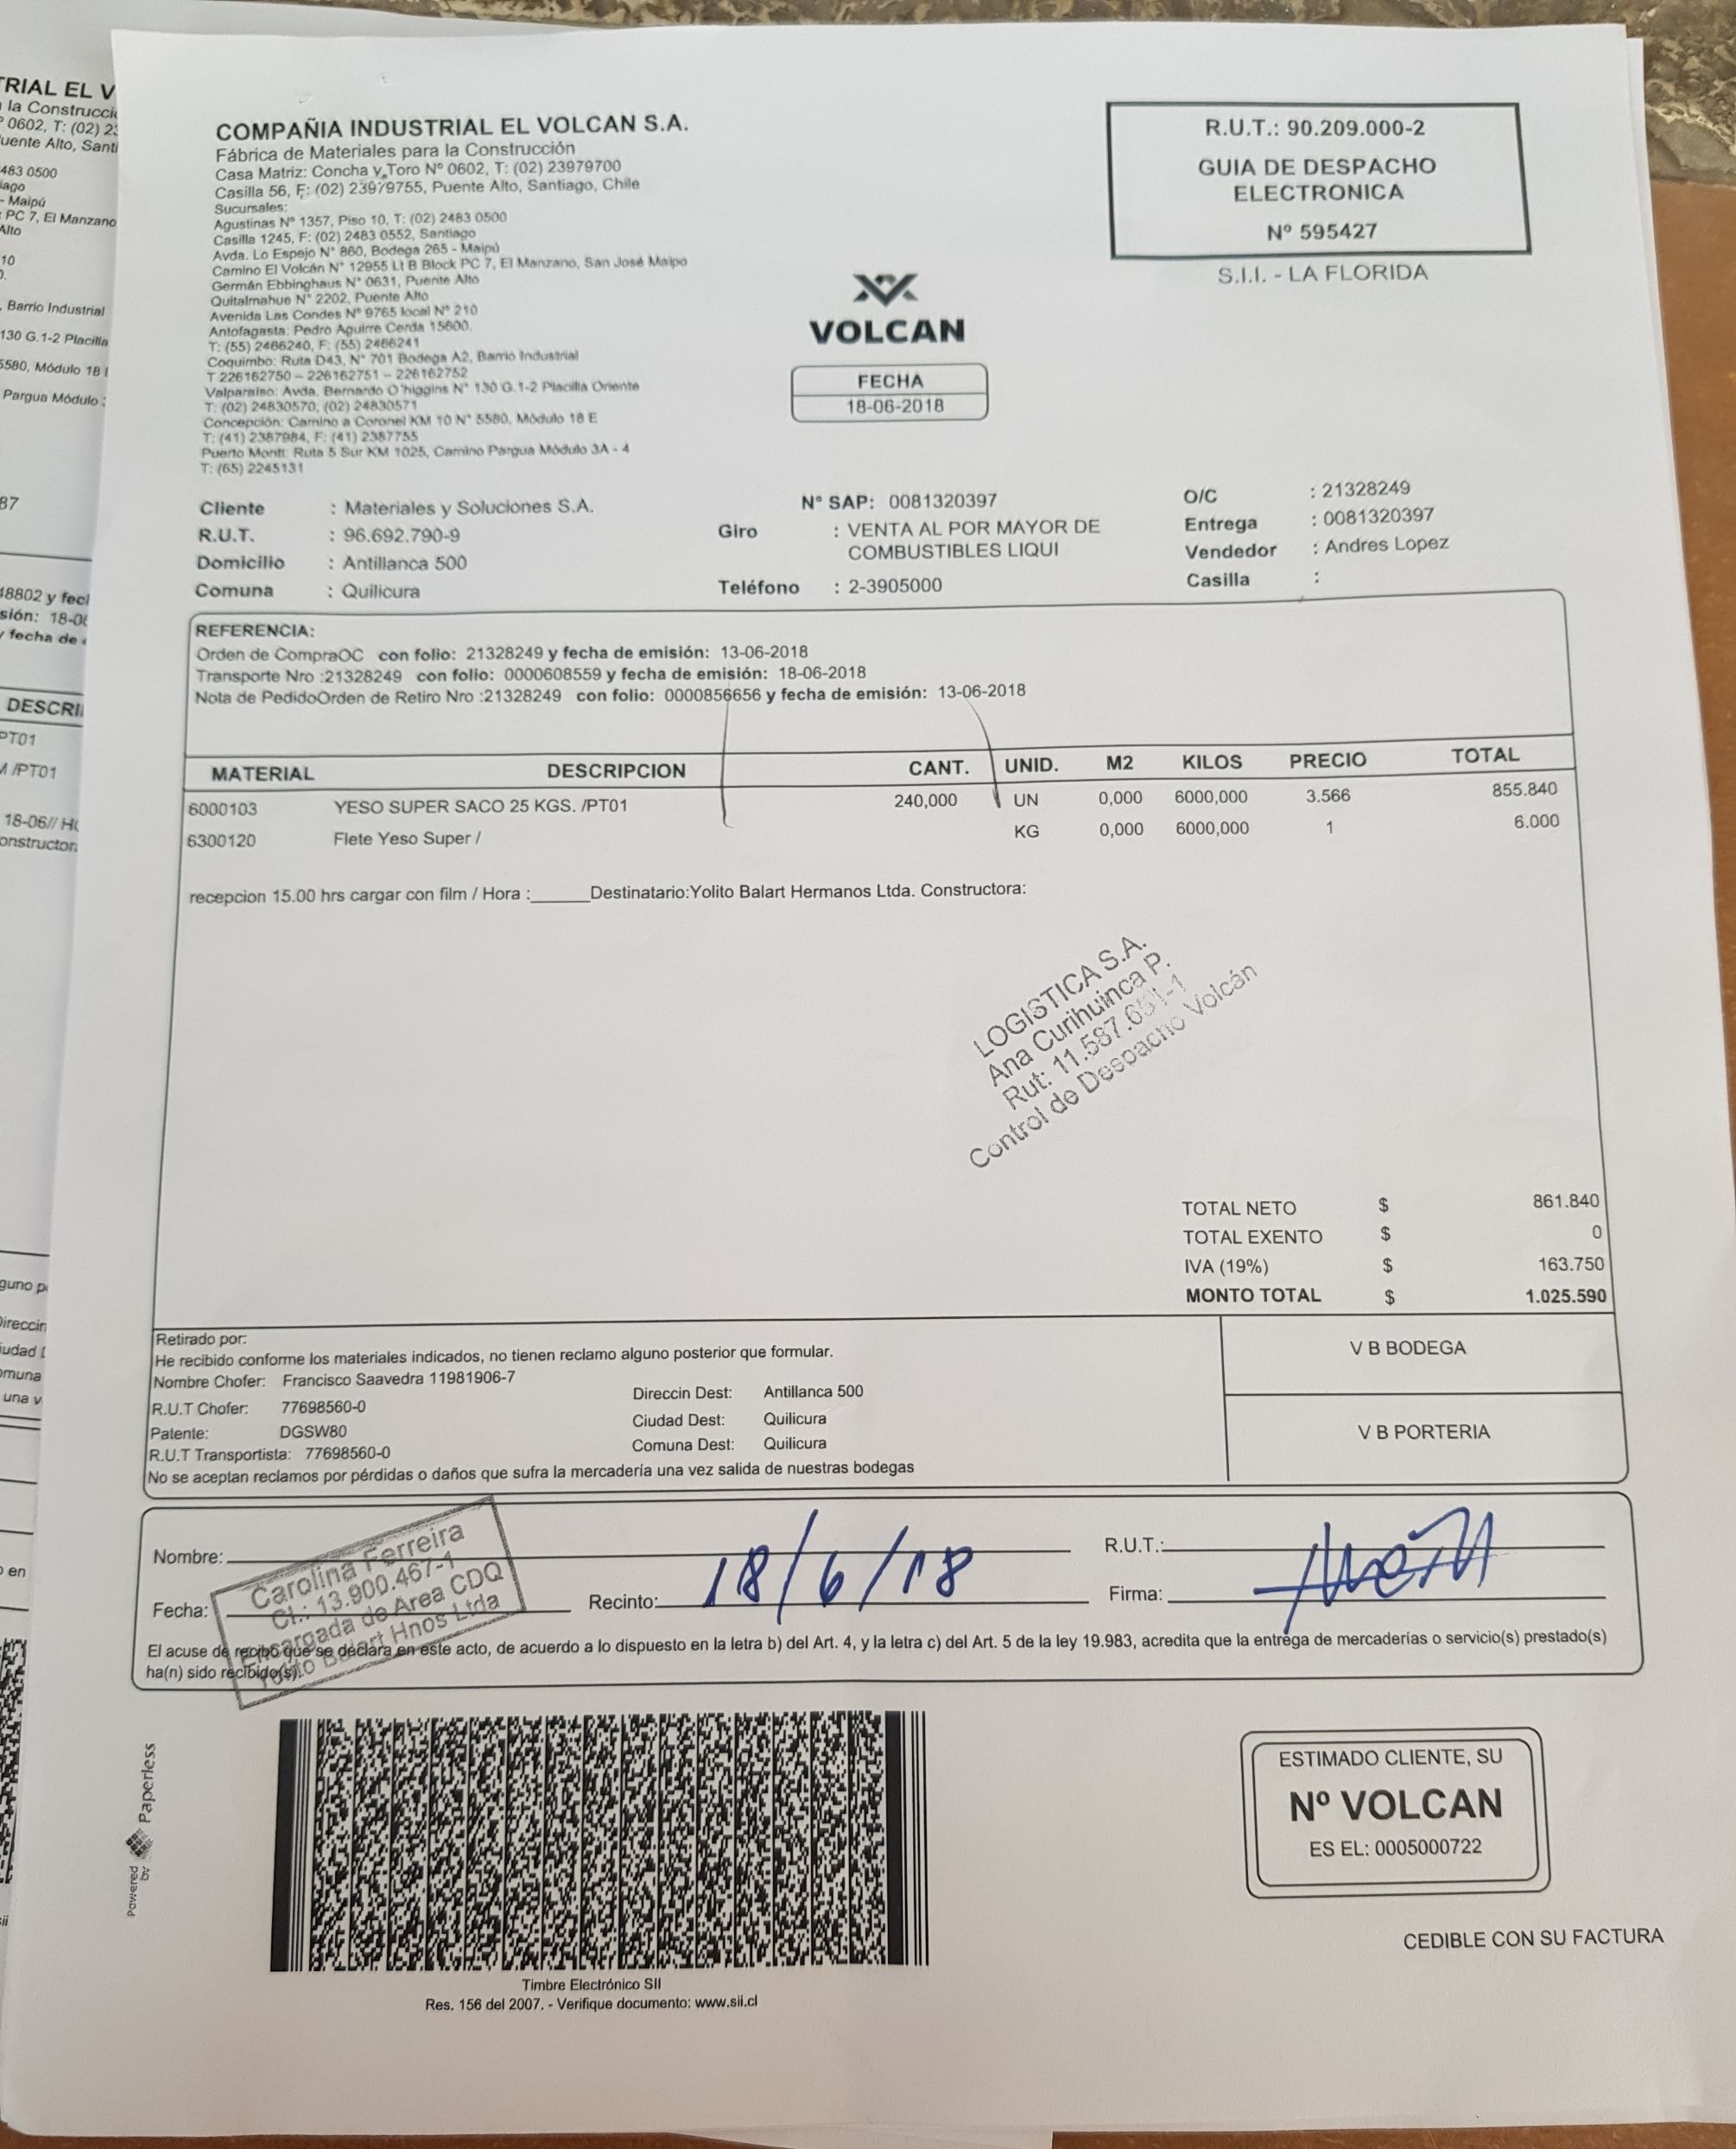 COMPAÑIA INDUSTRIAL EL VOLCAN S.A.
Fábrica de Materiales para la Construcción
Casa Matriz: Concha y Toro Nº 0602, T: (02) 23979700
Casilla 56, F: (02) 23979755, Puente Alto, Santiago, Chile
Sucursales:
Agustinas Nº 1357, Piso 10, T: (02) 2483 0500
Casilla 1245, F: (02) 2483 0552, Santiago
Avda. Lo Espejo N° 860, Bodega 265 - Maipú
Camino El Volcán N° 12955 Lt B Block PC 7, El Manzano, San José Maipo
Germán Ebbinghaus N° 0631, Puente Alto
Quitalmahue N° 2202, Puente Alto
Avenida Las Condes Nº 9765 local N° 210
Antofagasta: Pedro Aguirre Cerda 15600.
T: (55) 2466240, F: (55) 2466241
Coquimbo: Ruta D43, N° 701 Bodega A2, Barrio Industrial
T 226162750 – 226162751 – 226162752
Valparaíso: Avda. Bernardo O'higgins N° 130 G.1-2 Placilla Oriente
T: (02) 24830570; (02) 24830571
Concepción: Camino a Coronel KM 10 N° 5580, Módulo 18 E
T: (41) 2387984, F: (41) 2387755
Puerto Montt: Ruta 5 Sur KM 1025, Camino Pargua Módulo 3A - 4
T: (65) 2245131
R.U.T.: 90.209.000-2
GUIA DE DESPACHO
ELECTRONICA
Nº 595427
S.I.I. - LA FLORIDA
VOLCAN
FECHA
18-06-2018
Cliente : Materiales y Soluciones S.A. N° SAP: 0081320397 O/C : 21328249
R.U.T. : 96.692.790-9 Giro : VENTA AL POR MAYOR DE Entrega : 0081320397
COMBUSTIBLES LIQUI
Domicilio : Antillanca 500 Vendedor : Andres Lopez
Comuna : Quilicura Teléfono : 2-3905000 Casilla :
REFERENCIA:
Orden de CompraOC con folio: 21328249 y fecha de emisión: 13-06-2018
Transporte Nro :21328249 con folio: 0000608559 y fecha de emisión: 18-06-2018
Nota de PedidoOrden de Retiro Nro :21328249 con folio: 0000856656 y fecha de emisión: 13-06-2018
MATERIAL DESCRIPCION CANT. UNID. M2 KILOS PRECIO TOTAL
6000103 YESO SUPER SACO 25 KGS. /PT01 240,000 UN 0,000 6000,000 3.566 855.840
6300120 Flete Yeso Super / KG 0,000 6000,000 1 6.000
recepcion 15.00 hrs cargar con film / Hora :______Destinatario:Yolito Balart Hermanos Ltda. Constructora:
LOGISTICA S.A.
Ana Curihuinca P.
Rut: 11.587.651-1
Control de Despacho Volcán
TOTAL NETO $ 861.840
TOTAL EXENTO $ 0
IVA (19%) $ 163.750
MONTO TOTAL $ 1.025.590
Retirado por:
He recibido conforme los materiales indicados, no tienen reclamo alguno posterior que formular.
Nombre Chofer: Francisco Saavedra 11981906-7
R.U.T Chofer: 77698560-0 Direccin Dest: Antillanca 500
Patente: DGSW80 Ciudad Dest: Quilicura
R.U.T Transportista: 77698560-0 Comuna Dest: Quilicura
No se aceptan reclamos por pérdidas o daños que sufra la mercadería una vez salida de nuestras bodegas
V B BODEGA
V B PORTERIA
Nombre: R.U.T.:
Fecha: Recinto: 18/6/18 Firma:
Carolina Ferreira
CI.: 13.900.467-1
Encargada de Area CDQ
Yolito Balart Hnos Ltda
El acuse de recibo que se declara en este acto, de acuerdo a lo dispuesto en la letra b) del Art. 4, y la letra c) del Art. 5 de la ley 19.983, acredita que la entrega de mercaderías o servicio(s) prestado(s)
ha(n) sido recibido(s).
Powered by Paperless
Timbre Electrónico SII
Res. 156 del 2007. - Verifique documento: www.sii.cl
ESTIMADO CLIENTE, SU
Nº VOLCAN
ES EL: 0005000722
CEDIBLE CON SU FACTURA